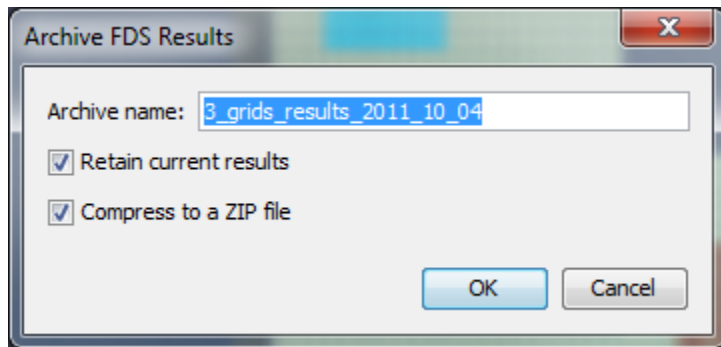 Archive FDS Results
Archive name: 3_grids_results_2011_10_04
Retain current results
Compress to a ZIP file
OK Cancel